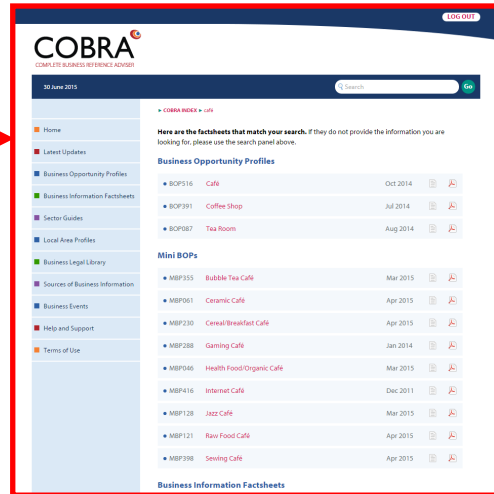 LOG OUT
COBRA
COMPLETE BUSINESS REFERENCE ADVISER
30 June 2015
Search
Go
COBRA INDEX ► café
Home
Latest Updates
Business Opportunity Profiles
Business Information Factsheets
Sector Guides
Local Area Profiles
Business Legal Library
Sources of Business Information
Business Events
Help and Support
Terms of Use
Here are the factsheets that match your search. If they do not provide the information you are
looking for, please use the search panel above.
Business Opportunity Profiles
BOP516 Café Oct 2014
BOP391 Coffee Shop Jul 2014
BOP087 Tea Room Aug 2014
Mini BOPs
MBP355 Bubble Tea Café Mar 2015
MBP061 Ceramic Café Apr 2015
MBP230 Cereal/Breakfast Café Apr 2015
MBP288 Gaming Café Jan 2014
MBP046 Health Food/Organic Café Mar 2015
MBP416 Internet Café Dec 2011
MBP128 Jazz Café Mar 2015
MBP121 Raw Food Café Apr 2015
MBP398 Sewing Café Apr 2015
Business Information Factsheets